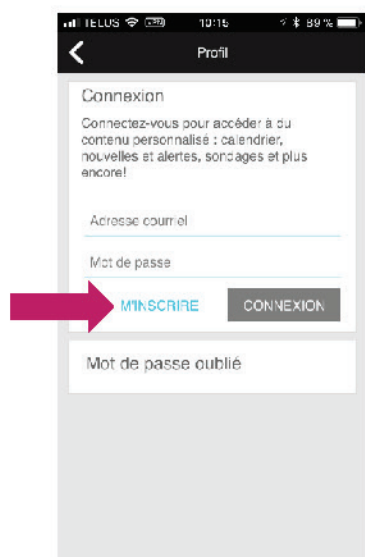 TELUS VPN 10:15 89 %
Profil
Connexion
Connectez-vous pour accéder à du
contenu personnalisé : calendrier,
nouvelles et alertes, sondages et plus
encore!
Adresse courriel
Mot de passe
M'INSCRIRE CONNEXION
Mot de passe oublié